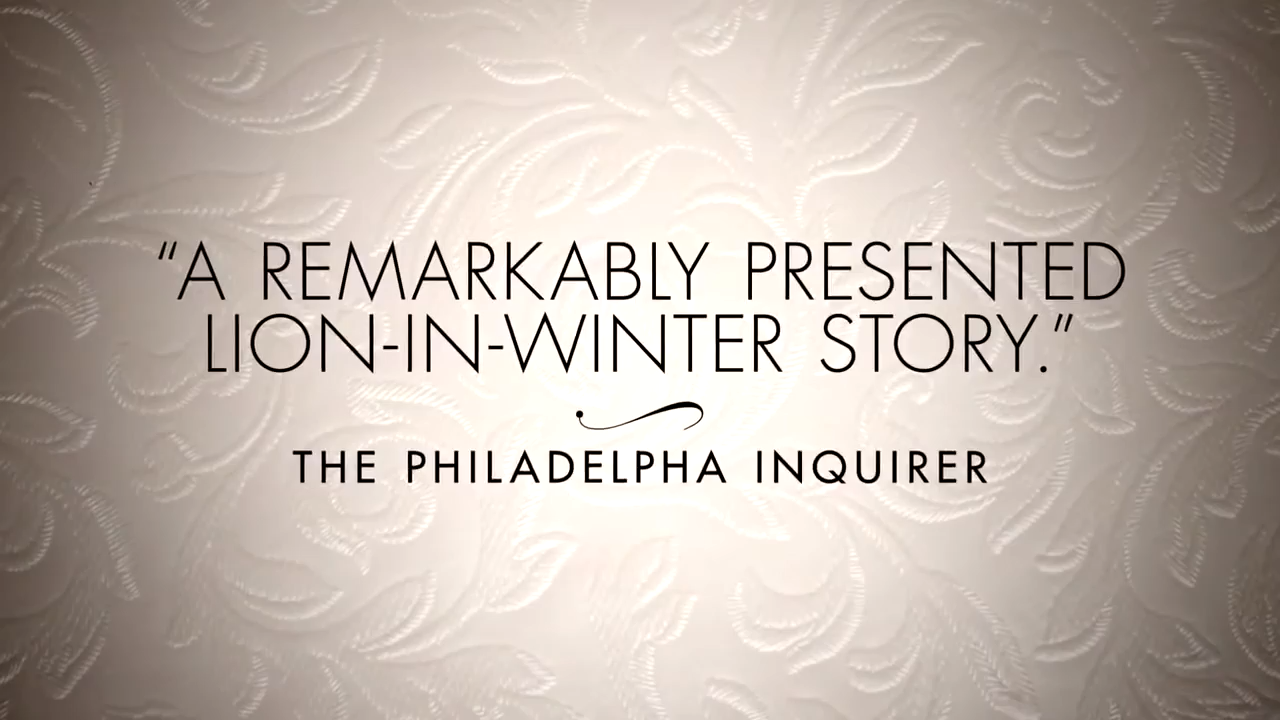 “A REMARKABLY PRESENTED
LION-IN-WINTER STORY.”
THE PHILADELPHA INQUIRER